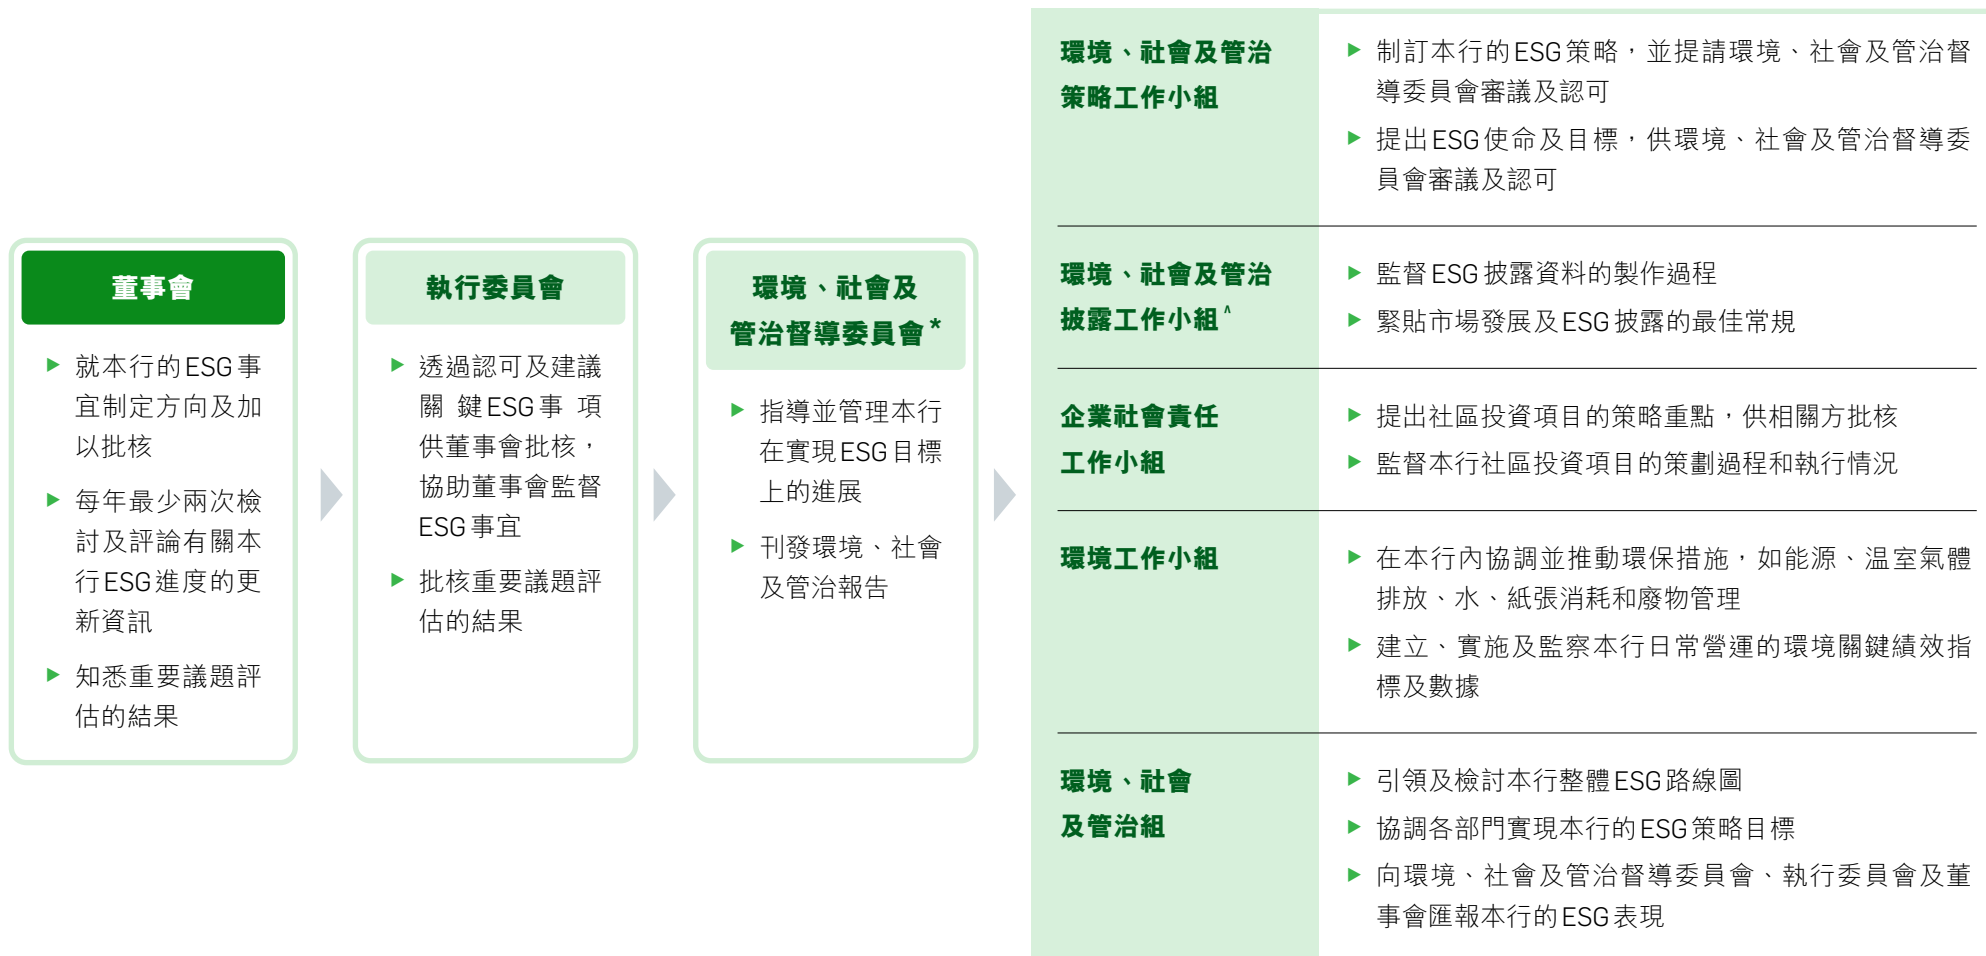 董事會
▶ 就本行的ESG事
宜制定方向及加
以批核
▶ 每年最少兩次檢
討及評論有關本
行ESG進度的更
新資訊
▶ 知悉重要議題評
估的結果
執行委員會
▶ 透過認可及建議
關鍵ESG事項
供董事會批核，
協助董事會監督
ESG事宜
▶ 批核重要議題評
估的結果
環境、社會及
管治督導委員會*
▶ 指導並管理本行
在實現ESG目標
上的進展
▶ 刊發環境、社會
及管治報告
環境、社會及管治
策略工作小組
▶ 制訂本行的ESG策略，並提請環境、社會及管治督
導委員會審議及認可
▶ 提出ESG使命及目標，供環境、社會及管治督導委
員會審議及認可
環境、社會及管治
披露工作小組^
▶ 監督ESG披露資料的製作過程
▶ 緊貼市場發展及ESG披露的最佳常規
企業社會責任
工作小組
▶ 提出社區投資項目的策略重點，供相關方批核
▶ 監督本行社區投資項目的策劃過程和執行情況
環境工作小組
▶ 在本行內協調並推動環保措施，如能源、温室氣體
排放、水、紙張消耗和廢物管理
▶ 建立、實施及監察本行日常營運的環境關鍵績效指
標及數據
環境、社會
及管治組
▶ 引領及檢討本行整體ESG路線圖
▶ 協調各部門實現本行的ESG策略目標
▶ 向環境、社會及管治督導委員會、執行委員會及董
事會匯報本行的ESG表現